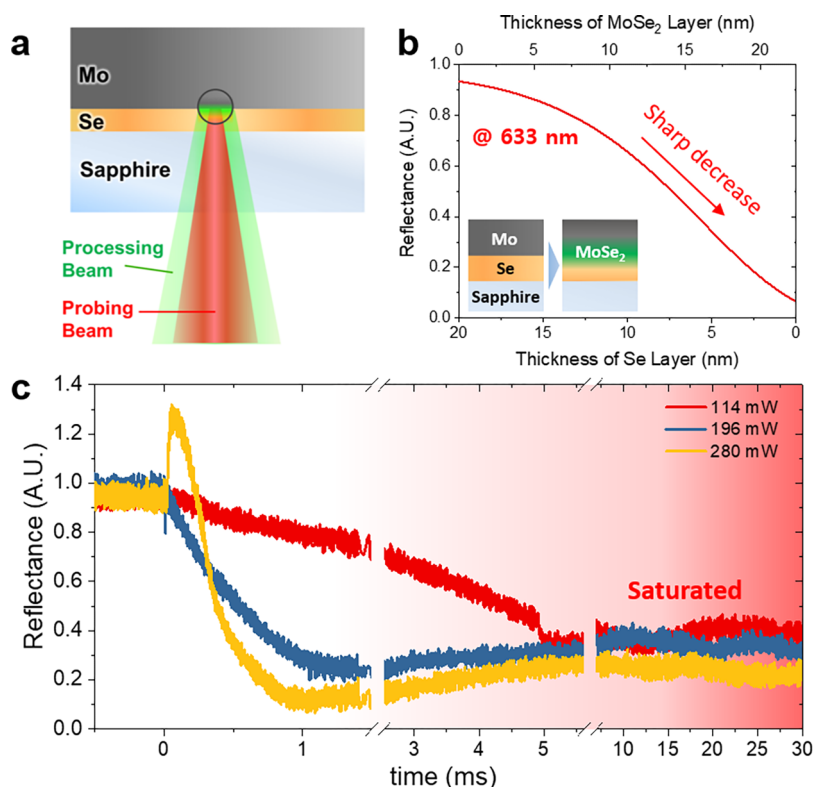 a
Mo
Se
Sapphire
Processing
Beam
Probing
Beam
b
Thickness of MoSe₂ Layer (nm)
0 5 10 15 20
1.0
0.8
0.6
0.4
0.2
0.0
Reflectance (A.U.)
@ 633 nm
Sharp decrease
Mo
Se
Sapphire
MoSe₂
20 15 10 5 0
Thickness of Se Layer (nm)
c
1.4
1.2
1.0
0.8
0.6
0.4
0.2
0.0
Reflectance (A.U.)
114 mW
196 mW
280 mW
Saturated
0 1 3 4 5 10 15 20 25 30
time (ms)